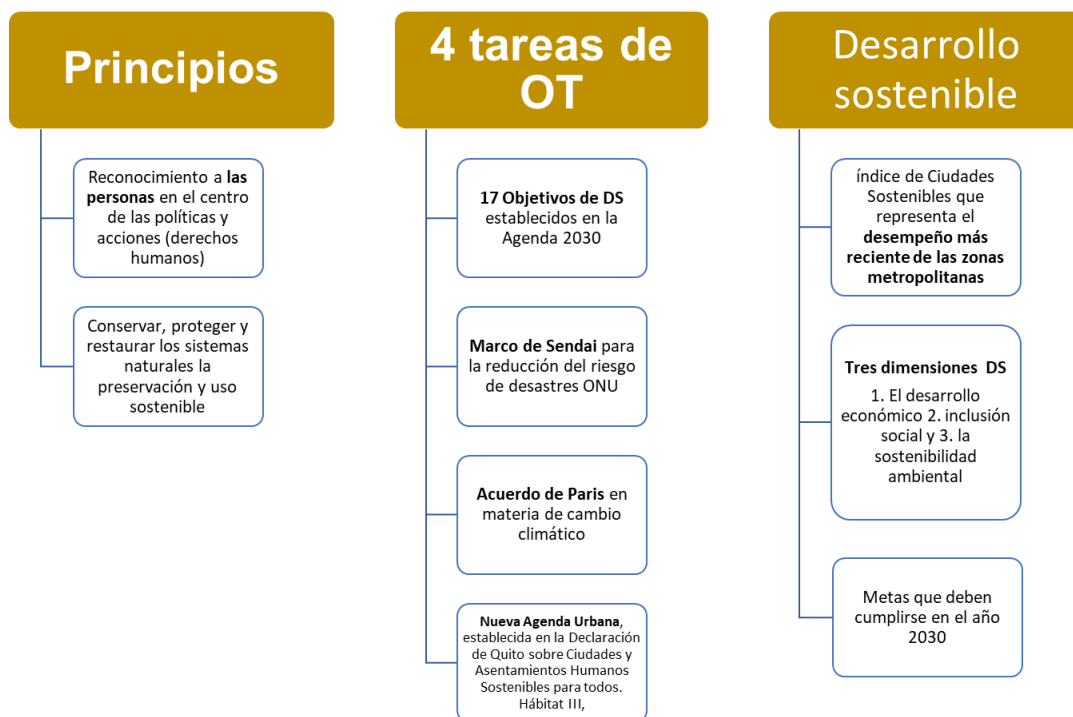 Principios
Reconocimiento a las
personas en el centro
de las políticas y
acciones (derechos
humanos)
Conservar, proteger y
restaurar los sistemas
naturales la
preservación y uso
sostenible
4 tareas de
OT
17 Objetivos de DS
establecidos en la
Agenda 2030
Marco de Sendai para
la reducción del riesgo
de desastres ONU
Acuerdo de Paris en
materia de cambio
climático
Nueva Agenda Urbana,
establecida en la Declaración
de Quito sobre Ciudades y
Asentamientos Humanos
Sostenibles para todos.
Hábitat III,
Desarrollo
sostenible
índice de Ciudades
Sostenibles que
representa el
desempeño más
reciente de las zonas
metropolitanas
Tres dimensiones DS
1. El desarrollo
económico 2. inclusión
social y 3. la
sostenibilidad
ambiental
Metas que deben
cumplirse en el año
2030